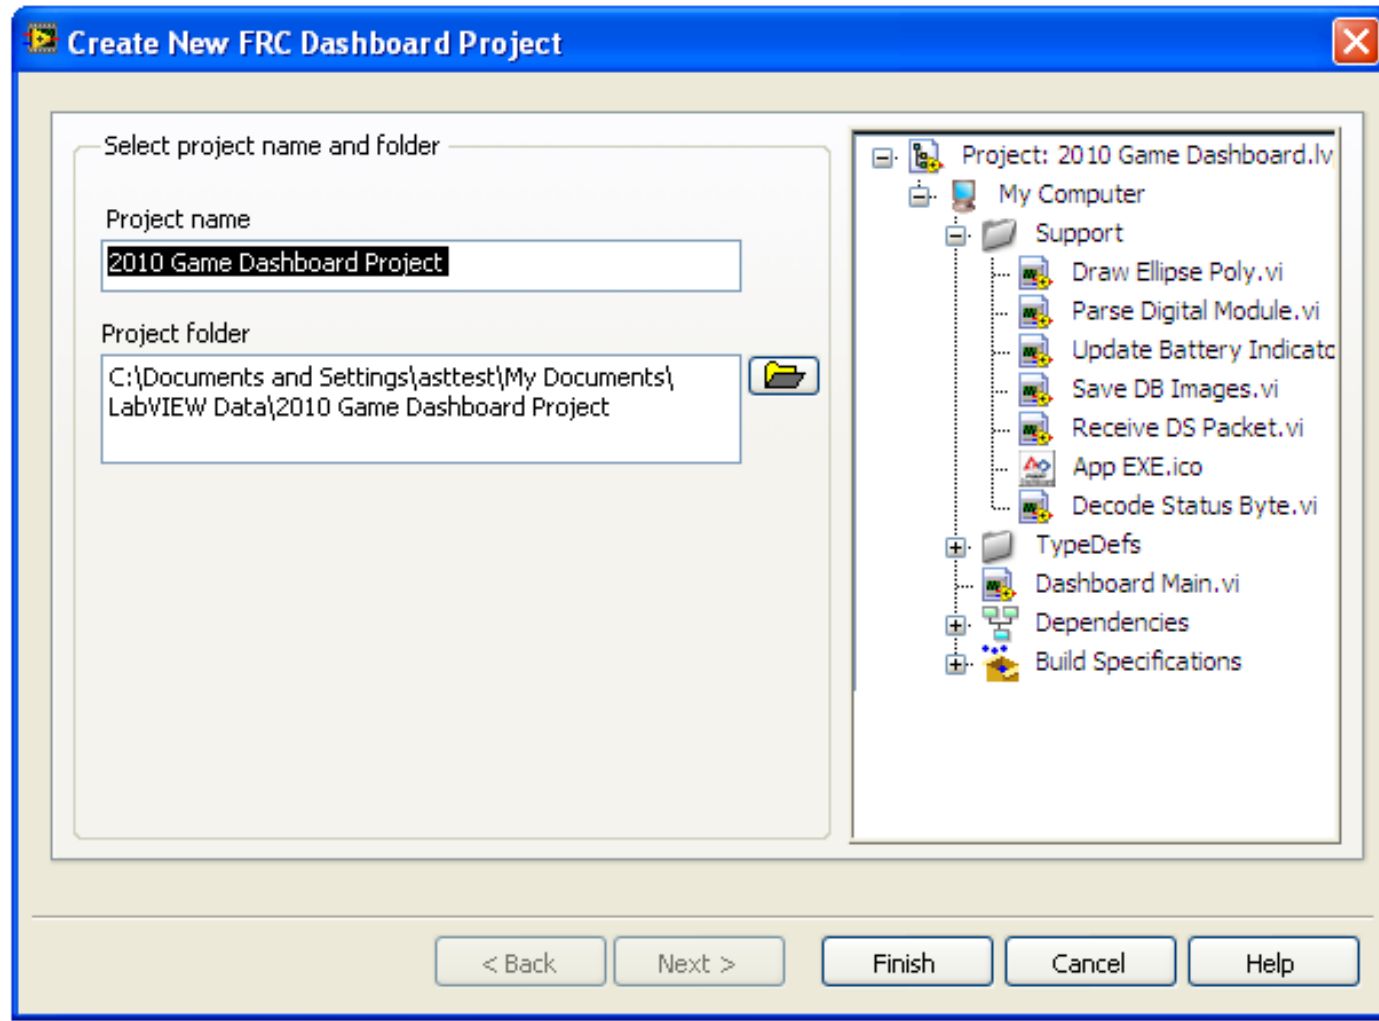 Create New FRC Dashboard Project
Select project name and folder
Project name
2010 Game Dashboard Project
Project folder
C:\Documents and Settings\asttest\My Documents\
LabVIEW Data\2010 Game Dashboard Project
Project: 2010 Game Dashboard.lv
My Computer
Support
Draw Ellipse Poly.vi
Parse Digital Module.vi
Update Battery Indicato
Save DB Images.vi
Receive DS Packet.vi
App EXE.ico
Decode Status Byte.vi
TypeDefs
Dashboard Main.vi
Dependencies
Build Specifications
< Back
Next >
Finish
Cancel
Help